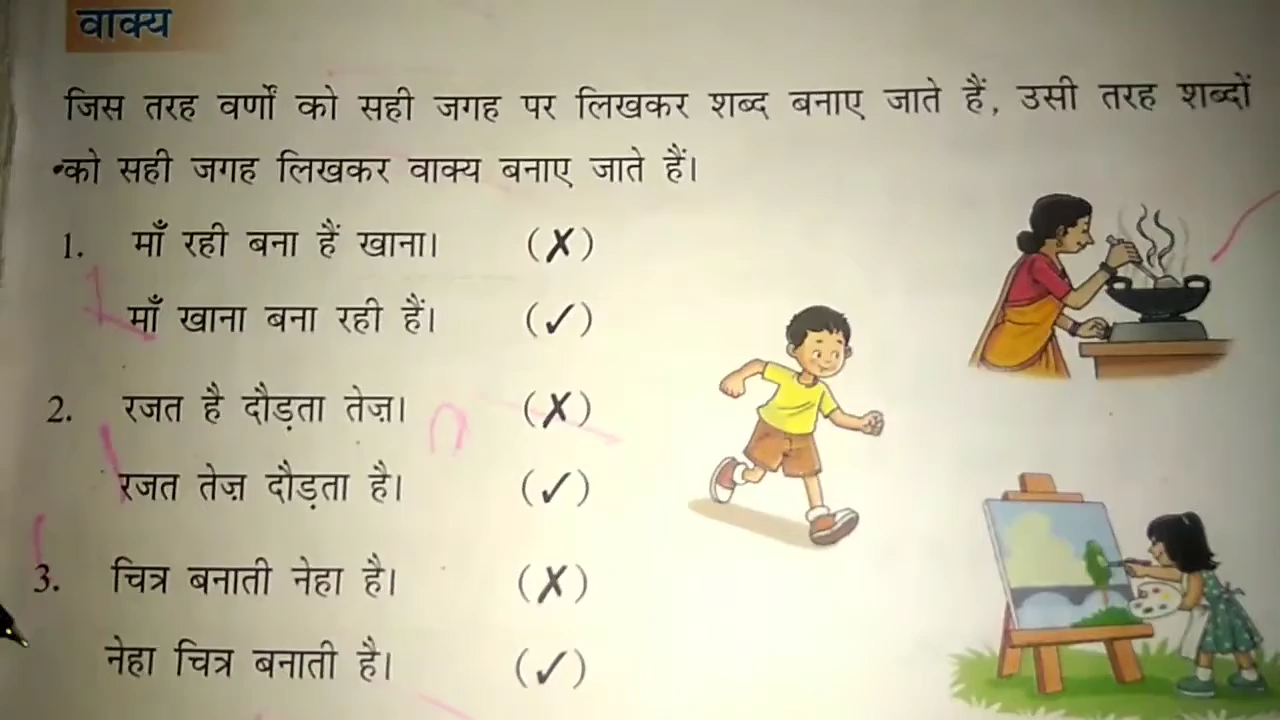 वाक्य
जिस तरह वर्णों को सही जगह पर लिखकर शब्द बनाए जाते हैं, उसी तरह शब्दों
को सही जगह लिखकर वाक्य बनाए जाते हैं।
1. माँ रही बना हैं खाना। (✗)
माँ खाना बना रही हैं। (✓)
2. रजत है दौड़ता तेज़। (✗)
रजत तेज़ दौड़ता है। (✓)
3. चित्र बनाती नेहा है। (✗)
नेहा चित्र बनाती है। (✓)